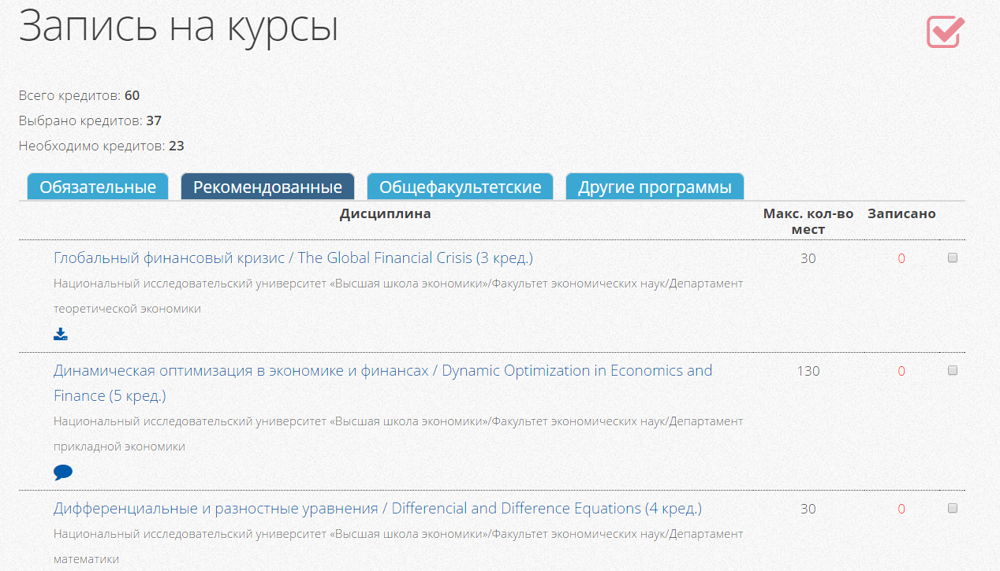 Запись на курсы
Всего кредитов: 60
Выбрано кредитов: 37
Необходимо кредитов: 23
Обязательные Рекомендованные Общефакультетские Другие программы
Дисциплина Макс. кол-во Записано
мест
Глобальный финансовый кризис / The Global Financial Crisis (3 кред.) 30 0
Национальный исследовательский университет «Высшая школа экономики»/Факультет экономических наук/Департамент
теоретической экономики
Динамическая оптимизация в экономике и финансах / Dynamic Optimization in Economics and 130 0
Finance (5 кред.)
Национальный исследовательский университет «Высшая школа экономики»/Факультет экономических наук/Департамент
прикладной экономики
Дифференциальные и разностные уравнения / Differencial and Difference Equations (4 кред.) 30 0
Национальный исследовательский университет «Высшая школа экономики»/Факультет экономических наук/Департамент
математики